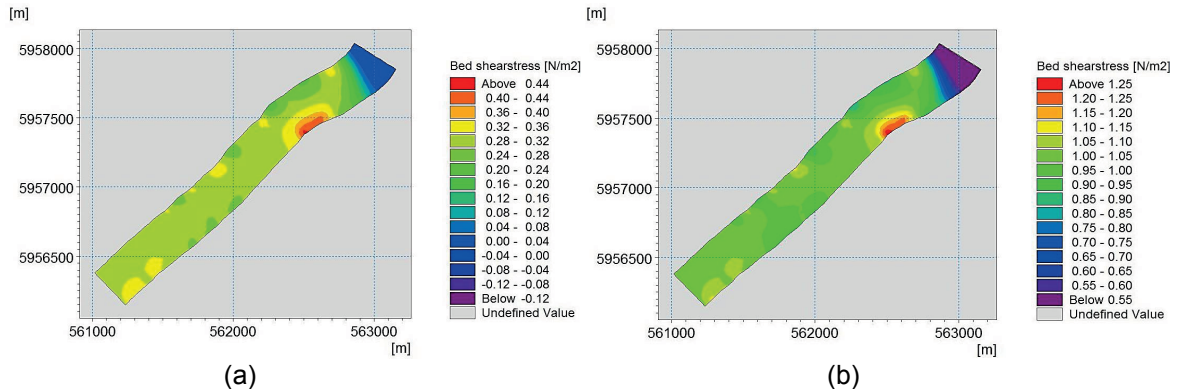 [m]
5958000
5957500
5957000
5956500
561000 562000 563000
[m]
Bed shearstress [N/m2]
Above 0.44
0.40 - 0.44
0.36 - 0.40
0.32 - 0.36
0.28 - 0.32
0.24 - 0.28
0.20 - 0.24
0.16 - 0.20
0.12 - 0.16
0.08 - 0.12
0.04 - 0.08
0.00 - 0.04
-0.04 - 0.00
-0.08 - -0.04
-0.12 - -0.08
Below -0.12
Undefined Value
(a)
[m]
5958000
5957500
5957000
5956500
561000 562000 563000
[m]
Bed shearstress [N/m2]
Above 1.25
1.20 - 1.25
1.15 - 1.20
1.10 - 1.15
1.05 - 1.10
1.00 - 1.05
0.95 - 1.00
0.90 - 0.95
0.85 - 0.90
0.80 - 0.85
0.75 - 0.80
0.70 - 0.75
0.65 - 0.70
0.60 - 0.65
0.55 - 0.60
Below 0.55
Undefined Value
(b)